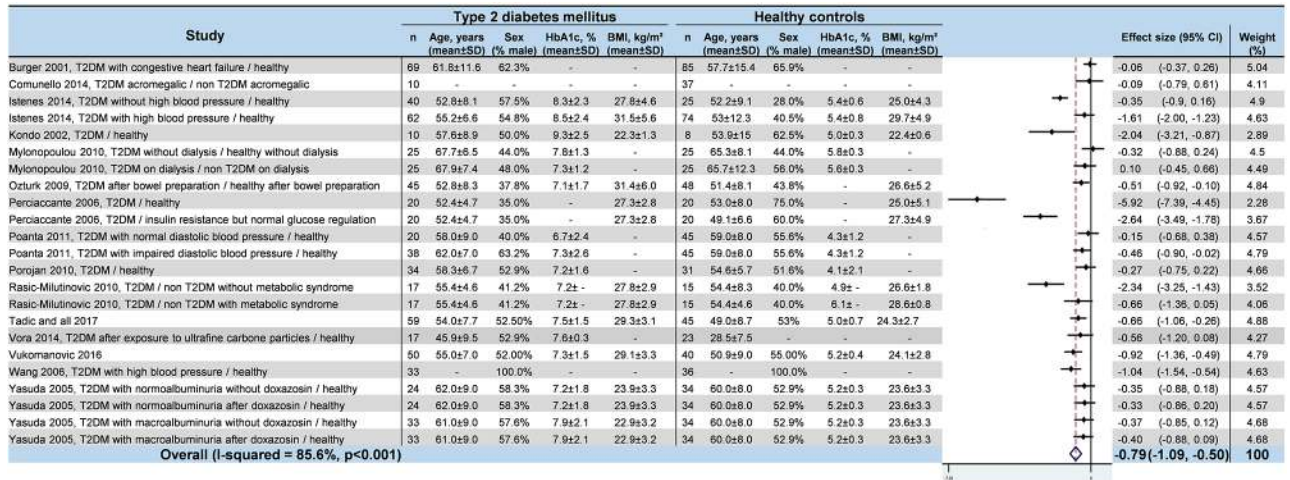 Type 2 diabetes mellitus Healthy controls
Study n Age, years Sex HbA1c, % BMI, kg/m² n Age, years Sex HbA1c, % BMI, kg/m² Effect size (95% CI) Weight
(mean±SD) (% male) (mean±SD) (mean±SD) (mean±SD) (% male) (mean±SD) (mean±SD) (%)
Burger 2001, T2DM with congestive heart failure / healthy 69 61.8±11.6 62.3% - - 85 57.7±15.4 65.9% - - -0.06 (-0.37, 0.26) 5.04
Comunello 2014, T2DM acromegalic / non T2DM acromegalic 10 - - - - 37 - - - - -0.09 (-0.79, 0.61) 4.11
Istenes 2014, T2DM without high blood pressure / healthy 40 52.8±8.1 57.5% 8.3±2.3 27.8±4.6 25 52.2±9.1 28.0% 5.4±0.6 25.0±4.3 -0.35 (-0.9, 0.16) 4.9
Istenes 2014, T2DM with high blood pressure / healthy 62 55.2±6.6 54.8% 8.5±2.4 31.5±5.6 74 53±12.3 40.5% 5.4±0.8 29.7±4.9 -1.61 (-2.00, -1.23) 4.63
Kondo 2002, T2DM / healthy 10 57.6±8.9 50.0% 9.3±2.5 22.3±1.3 8 53.9±15 62.5% 5.0±0.3 22.4±0.6 -2.04 (-3.21, -0.87) 2.89
Mylonopoulou 2010, T2DM without dialysis / healthy without dialysis 25 67.7±6.5 44.0% 7.8±1.3 - 25 65.3±8.1 44.0% 5.8±0.3 - -0.32 (-0.88, 0.24) 4.5
Mylonopoulou 2010, T2DM on dialysis / non T2DM on dialysis 25 67.9±7.4 48.0% 7.3±1.2 - 25 65.7±12.3 56.0% 5.6±0.3 - 0.10 (-0.45, 0.66) 4.49
Ozturk 2009, T2DM after bowel preparation / healthy after bowel preparation 45 52.8±8.3 37.8% 7.1±1.7 31.4±6.0 48 51.4±8.1 43.8% - 26.6±5.2 -0.51 (-0.92, -0.10) 4.84
Perciaccante 2006, T2DM / healthy 20 52.4±4.7 35.0% - 27.3±2.8 20 53.0±8.0 75.0% - 25.0±5.1 -5.92 (-7.39, -4.45) 2.28
Perciaccante 2006, T2DM / insulin resistance but normal glucose regulation 20 52.4±4.7 35.0% - 27.3±2.8 20 49.1±6.6 60.0% - 27.3±4.9 -2.64 (-3.49, -1.78) 3.67
Poanta 2011, T2DM with normal diastolic blood pressure / healthy 20 58.0±9.0 40.0% 6.7±2.4 - 45 59.0±8.0 55.6% 4.3±1.2 - -0.15 (-0.68, 0.38) 4.57
Poanta 2011, T2DM with impaired diastolic blood pressure / healthy 38 62.0±7.0 63.2% 7.3±2.6 - 45 59.0±8.0 55.6% 4.3±1.2 - -0.46 (-0.90, -0.02) 4.79
Porojan 2010, T2DM / healthy 34 58.3±6.7 52.9% 7.2±1.6 - 31 54.6±5.7 51.6% 4.1±2.1 - -0.27 (-0.75, 0.22) 4.66
Rasic-Milutinovic 2010, T2DM / non T2DM without metabolic syndrome 17 55.4±4.6 41.2% 7.2± - 27.8±2.9 15 54.4±8.3 40.0% 4.9± - 26.6±1.8 -2.34 (-3.25, -1.43) 3.52
Rasic-Milutinovic 2010, T2DM / non T2DM with metabolic syndrome 17 55.4±4.6 41.2% 7.2± - 27.8±2.9 15 54.4±4.6 40.0% 6.1± - 28.6±0.8 -0.66 (-1.36, 0.05) 4.06
Tadic and all 2017 59 54.0±7.7 52.50% 7.5±1.5 29.3±3.1 45 49.0±8.7 53% 5.0±0.7 24.3±2.7 -0.66 (-1.06, -0.26) 4.88
Vora 2014, T2DM after exposure to ultrafine carbone particles / healthy 17 45.9±9.5 52.9% 7.6±0.3 - 23 28.5±7.5 - - - -0.56 (-1.20, 0.08) 4.27
Vukomanovic 2016 50 55.0±7.0 52.00% 7.3±1.5 29.1±3.3 40 50.9±9.0 55.00% 5.2±0.4 24.1±2.8 -0.92 (-1.36, -0.49) 4.79
Wang 2006, T2DM with high blood pressure / healthy 33 - 100.0% - - 36 - 100.0% - - -1.04 (-1.54, -0.54) 4.63
Yasuda 2005, T2DM with normoalbuminuria without doxazosin / healthy 24 62.0±9.0 58.3% 7.2±1.8 23.9±3.3 34 60.0±8.0 52.9% 5.2±0.3 23.6±3.3 -0.35 (-0.88, 0.18) 4.57
Yasuda 2005, T2DM with normoalbuminuria after doxazosin / healthy 24 62.0±9.0 58.3% 7.2±1.8 23.9±3.3 34 60.0±8.0 52.9% 5.2±0.3 23.6±3.3 -0.33 (-0.86, 0.20) 4.57
Yasuda 2005, T2DM with macroalbuminuria without doxazosin / healthy 33 61.0±9.0 57.6% 7.9±2.1 22.9±3.2 34 60.0±8.0 52.9% 5.2±0.3 23.6±3.3 -0.37 (-0.85, 0.12) 4.68
Yasuda 2005, T2DM with macroalbuminuria after doxazosin / healthy 33 61.0±9.0 57.6% 7.9±2.1 22.9±3.2 34 60.0±8.0 52.9% 5.2±0.3 23.6±3.3 -0.40 (-0.88, 0.09) 4.68
Overall (I-squared = 85.6%, p<0.001) -0.79 (-1.09, -0.50) 100